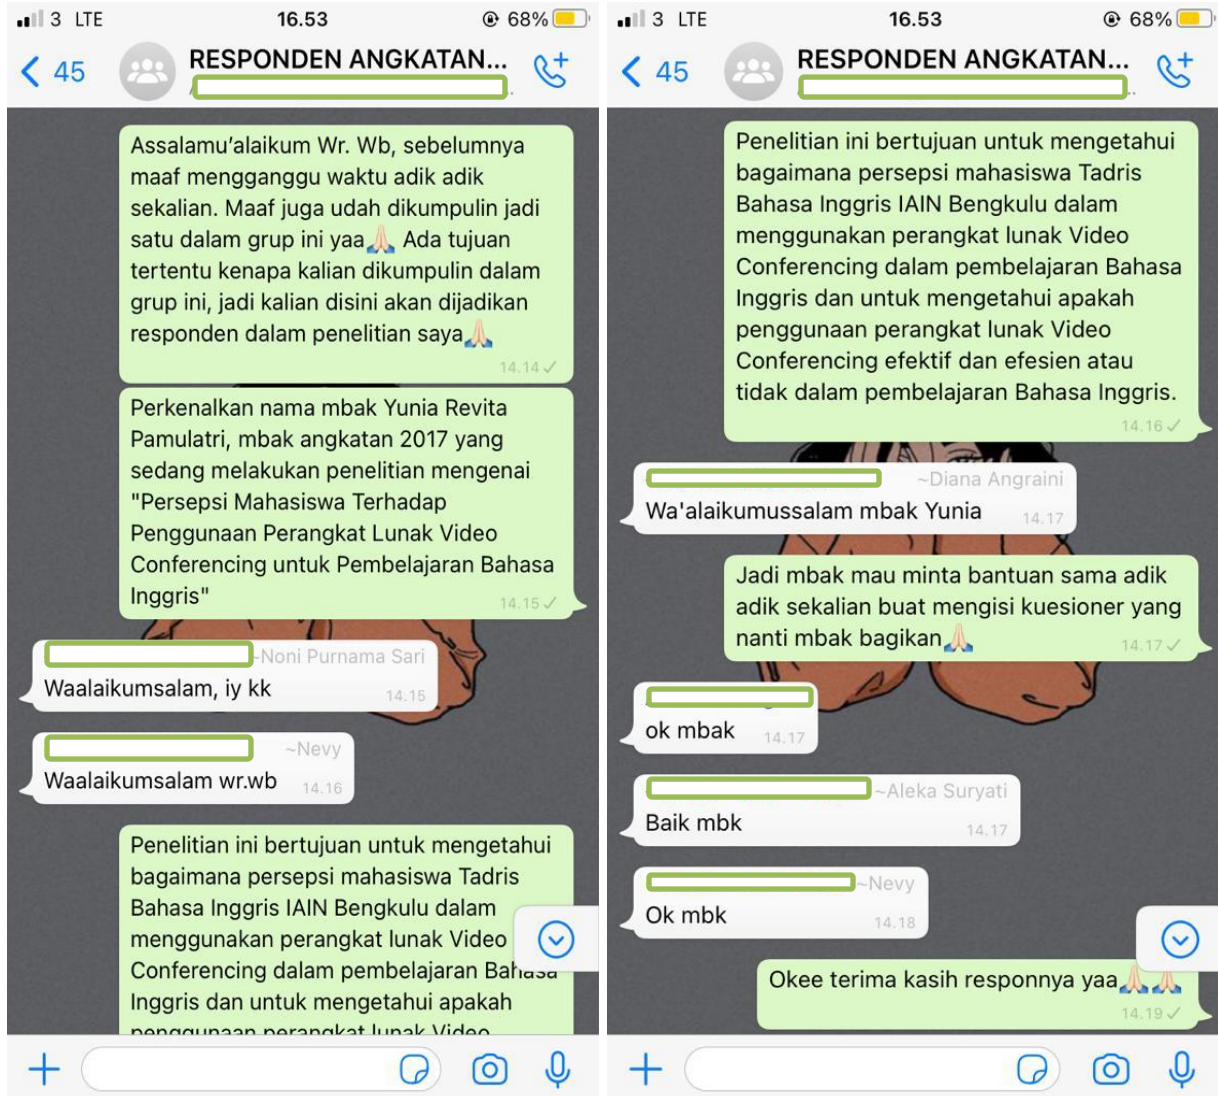 3 LTE
16.53
68%
45
RESPONDEN ANGKATAN...
Assalamu'alaikum Wr. Wb, sebelumnya
maaf mengganggu waktu adik adik
sekalian. Maaf juga udah dikumpulin jadi
satu dalam grup ini yaa🙏🏻 Ada tujuan
tertentu kenapa kalian dikumpulin dalam
grup ini, jadi kalian disini akan dijadikan
responden dalam penelitian saya🙏🏻
14.14
Perkenalkan nama mbak Yunia Revita
Pamulatri, mbak angkatan 2017 yang
sedang melakukan penelitian mengenai
"Persepsi Mahasiswa Terhadap
Penggunaan Perangkat Lunak Video
Conferencing untuk Pembelajaran Bahasa
Inggris"
14.15
~Noni Purnama Sari
Waalaikumsalam, iy kk
14.15
~Nevy
Waalaikumsalam wr.wb
14.16
Penelitian ini bertujuan untuk mengetahui
bagaimana persepsi mahasiswa Tadris
Bahasa Inggris IAIN Bengkulu dalam
menggunakan perangkat lunak Video
Conferencing dalam pembelajaran Bahasa
Inggris dan untuk mengetahui apakah
penggunaan perangkat lunak Video
3 LTE
16.53
68%
45
RESPONDEN ANGKATAN...
Penelitian ini bertujuan untuk mengetahui
bagaimana persepsi mahasiswa Tadris
Bahasa Inggris IAIN Bengkulu dalam
menggunakan perangkat lunak Video
Conferencing dalam pembelajaran Bahasa
Inggris dan untuk mengetahui apakah
penggunaan perangkat lunak Video
Conferencing efektif dan efesien atau
tidak dalam pembelajaran Bahasa Inggris.
14.16
~Diana Angraini
Wa'alaikumussalam mbak Yunia
14.17
Jadi mbak mau minta bantuan sama adik
adik sekalian buat mengisi kuesioner yang
nanti mbak bagikan🙏🏻
14.17
ok mbak
14.17
~Aleka Suryati
Baik mbk
14.17
~Nevy
Ok mbk
14.18
Okee terima kasih responnya yaa🙏🏻🙏🏻
14.19